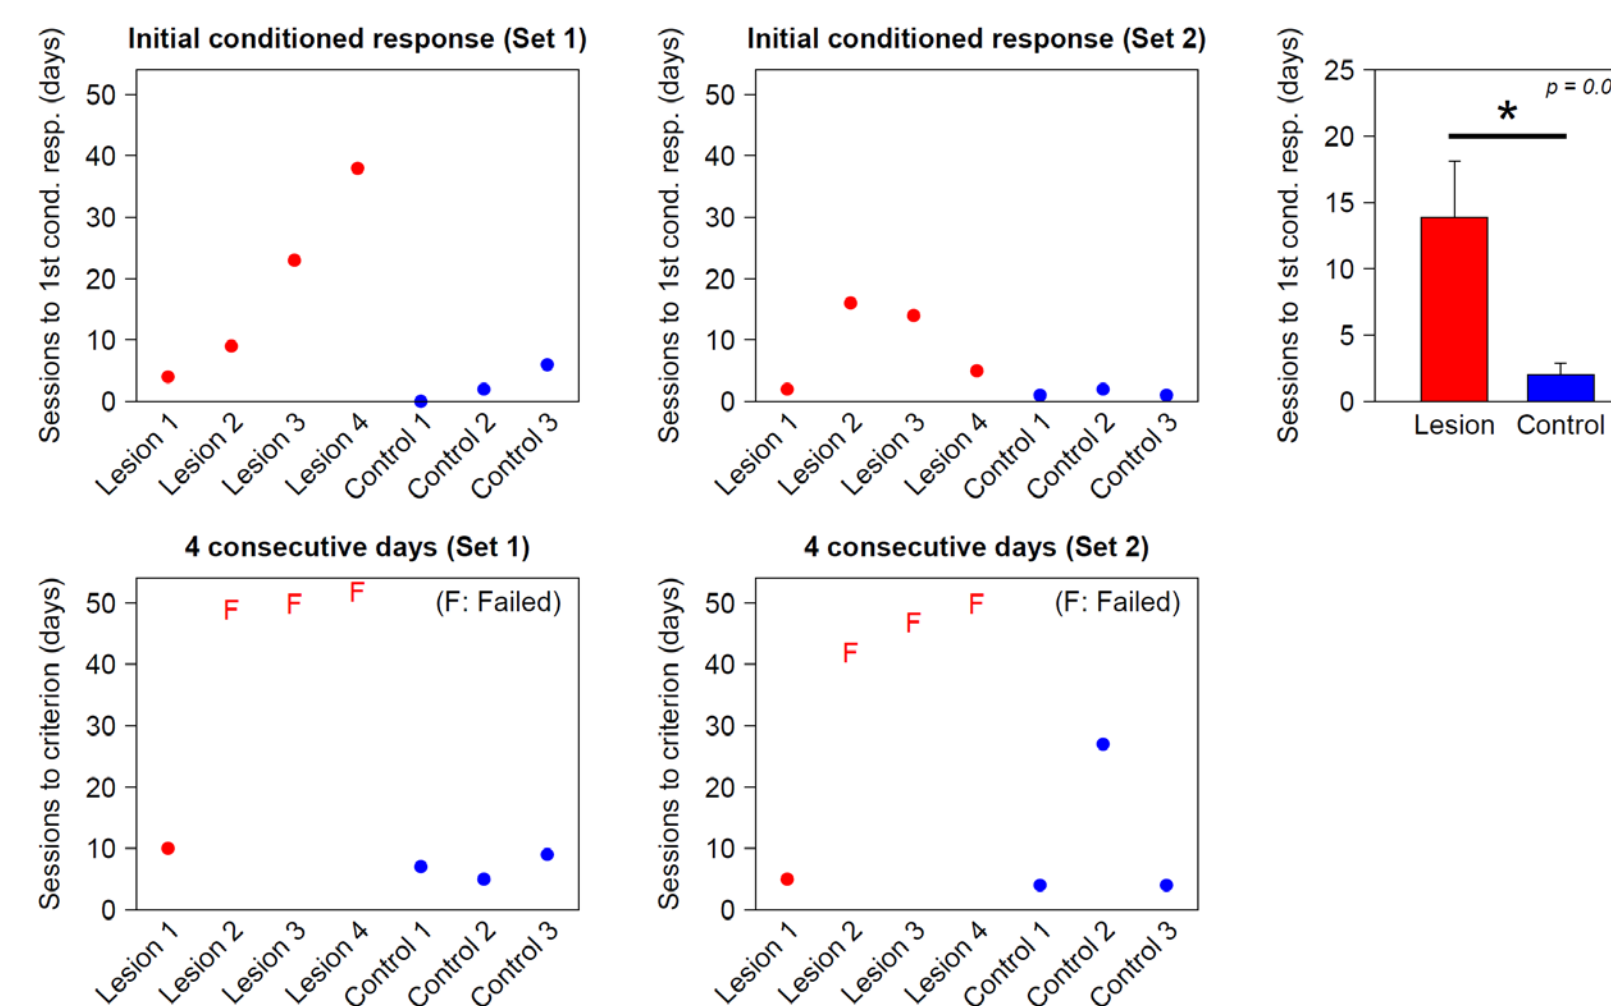 Initial conditioned response (Set 1)
Sessions to 1st cond. resp. (days)
50
40
30
20
10
0
Lesion 1
Lesion 2
Lesion 3
Lesion 4
Control 1
Control 2
Control 3
Initial conditioned response (Set 2)
Sessions to 1st cond. resp. (days)
50
40
30
20
10
0
Lesion 1
Lesion 2
Lesion 3
Lesion 4
Control 1
Control 2
Control 3
Sessions to 1st cond. resp. (days)
25
20
15
10
5
0
p = 0.0
*
Lesion Control
4 consecutive days (Set 1)
Sessions to criterion (days)
50
40
30
20
10
0
F
F
F
(F: Failed)
Lesion 1
Lesion 2
Lesion 3
Lesion 4
Control 1
Control 2
Control 3
4 consecutive days (Set 2)
Sessions to criterion (days)
50
40
30
20
10
0
F
F
F
(F: Failed)
Lesion 1
Lesion 2
Lesion 3
Lesion 4
Control 1
Control 2
Control 3